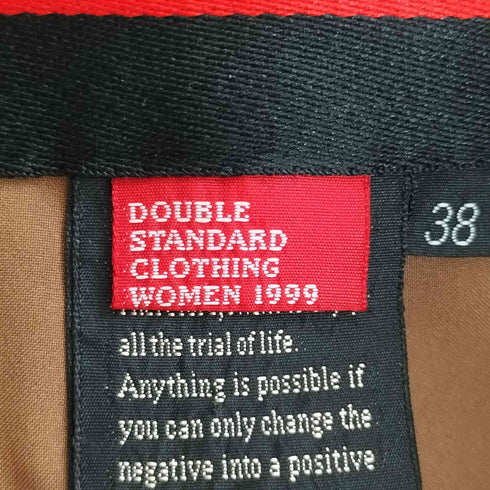 DOUBLE
STANDARD
CLOTHING
WOMEN 1999
38
all the trial of life.
Anything is possible if
you can only change the
negative into a positive